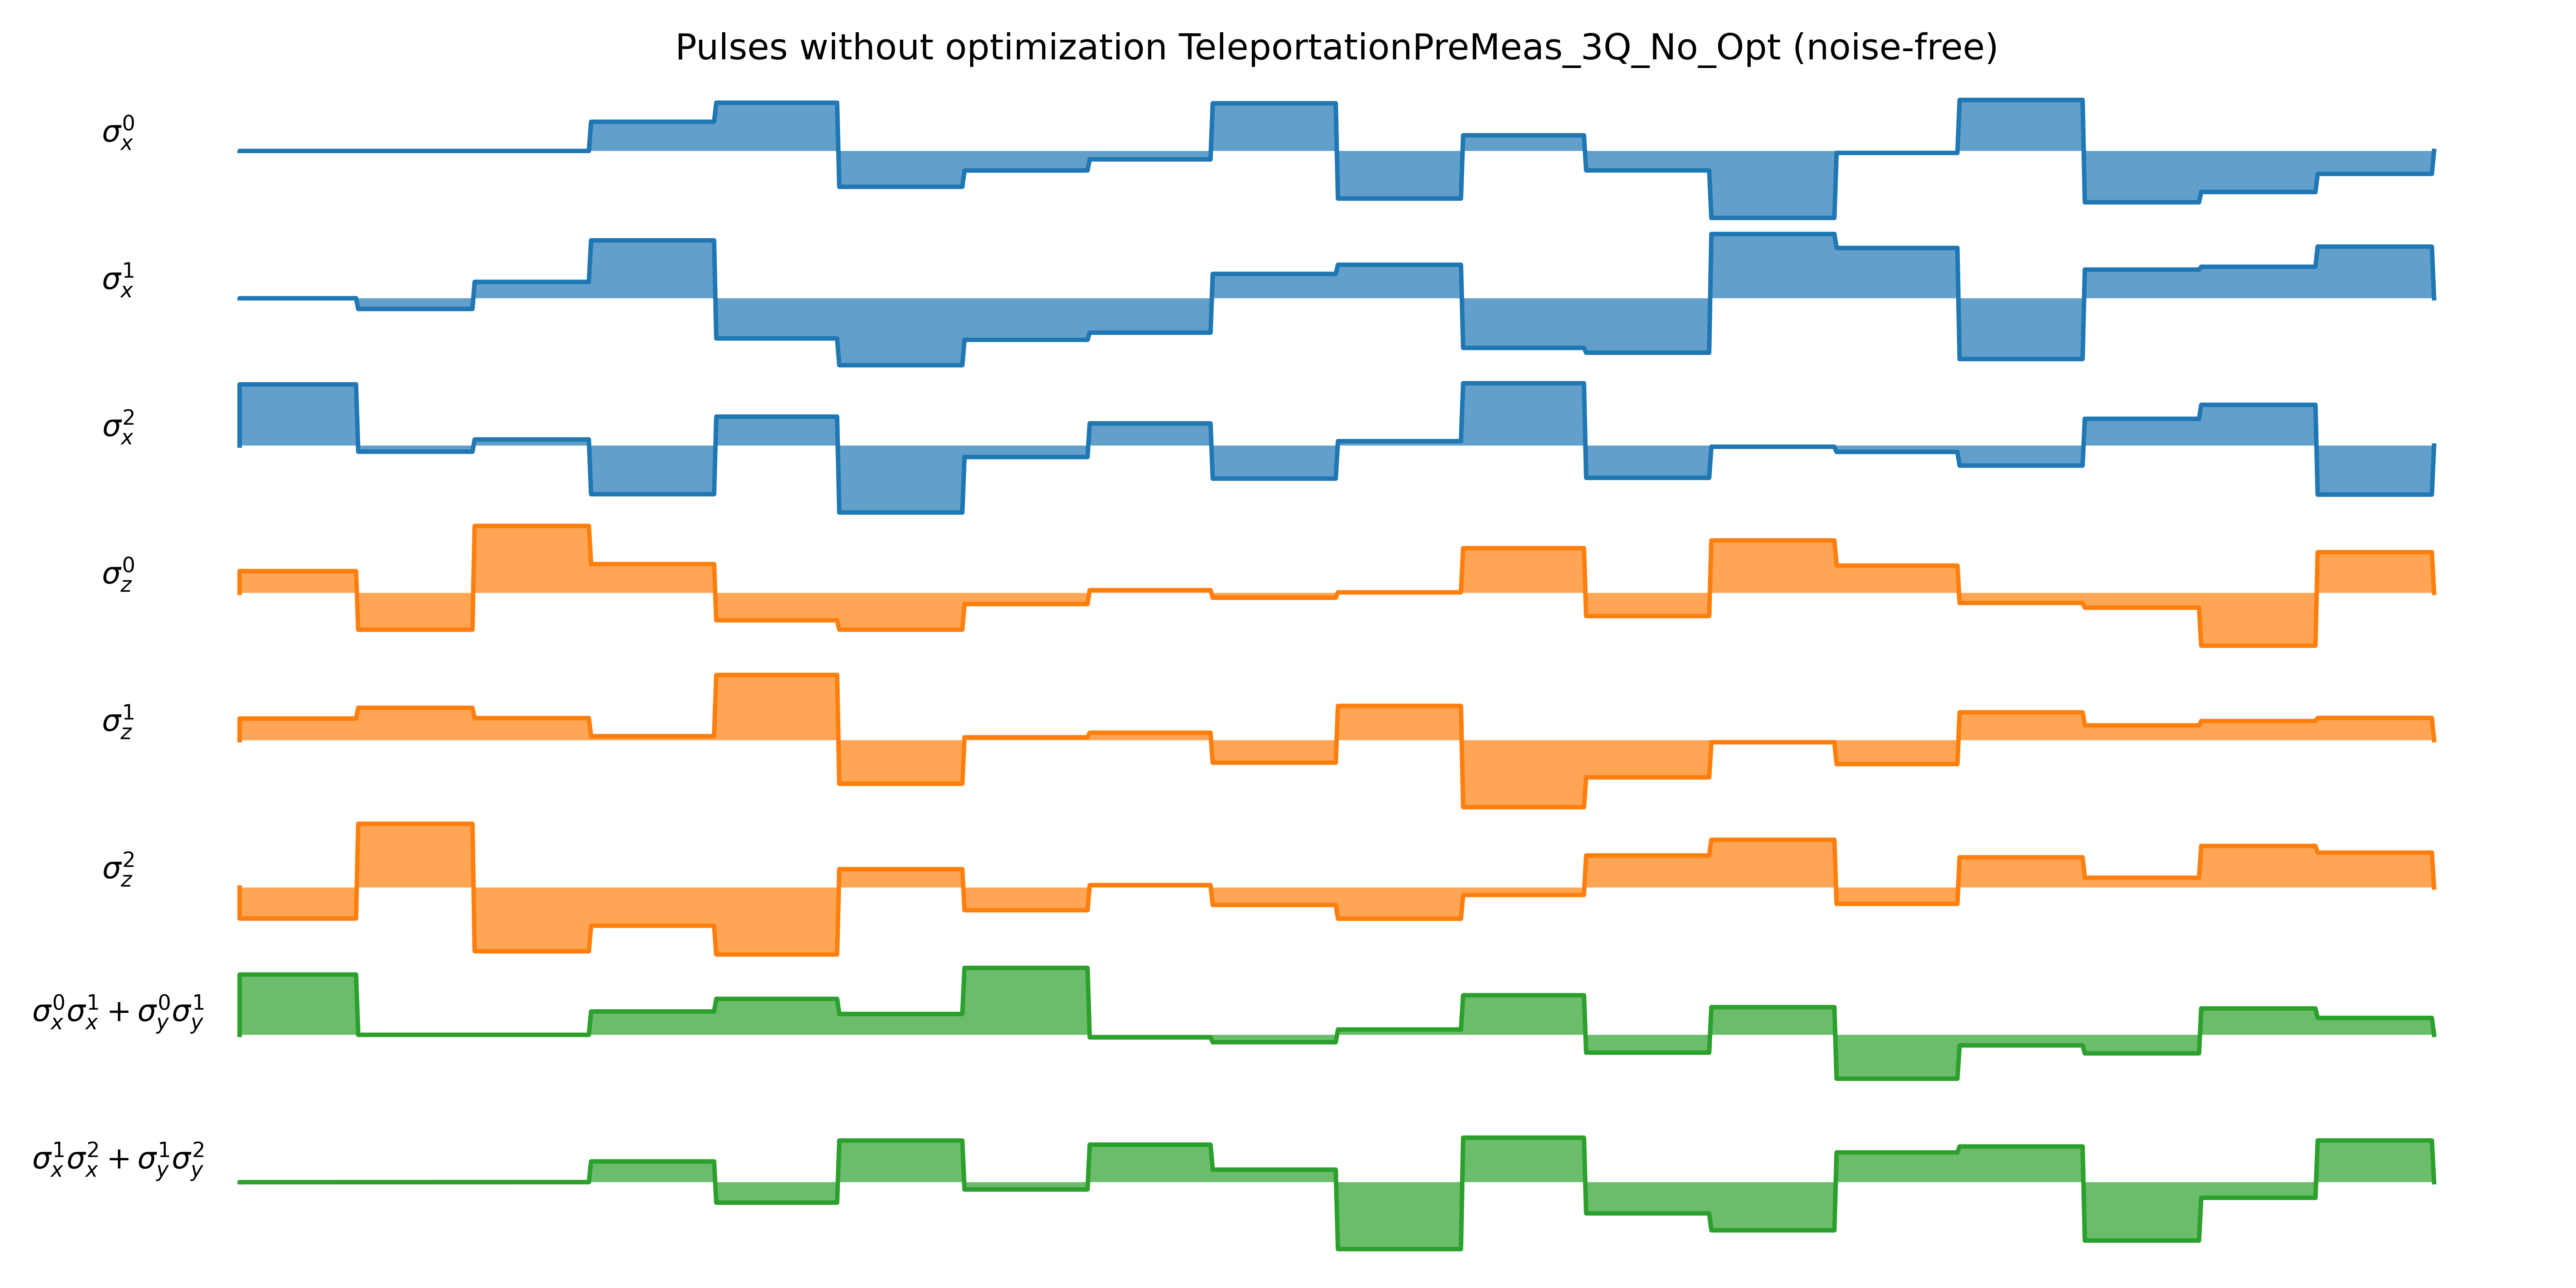 Pulses without optimization TeleportationPreMeas_3Q_No_Opt (noise-free)
σ_x^0
σ_x^1
σ_x^2
σ_z^0
σ_z^1
σ_z^2
σ_x^0σ_x^1 + σ_y^0σ_y^1
σ_x^1σ_x^2 + σ_y^1σ_y^2